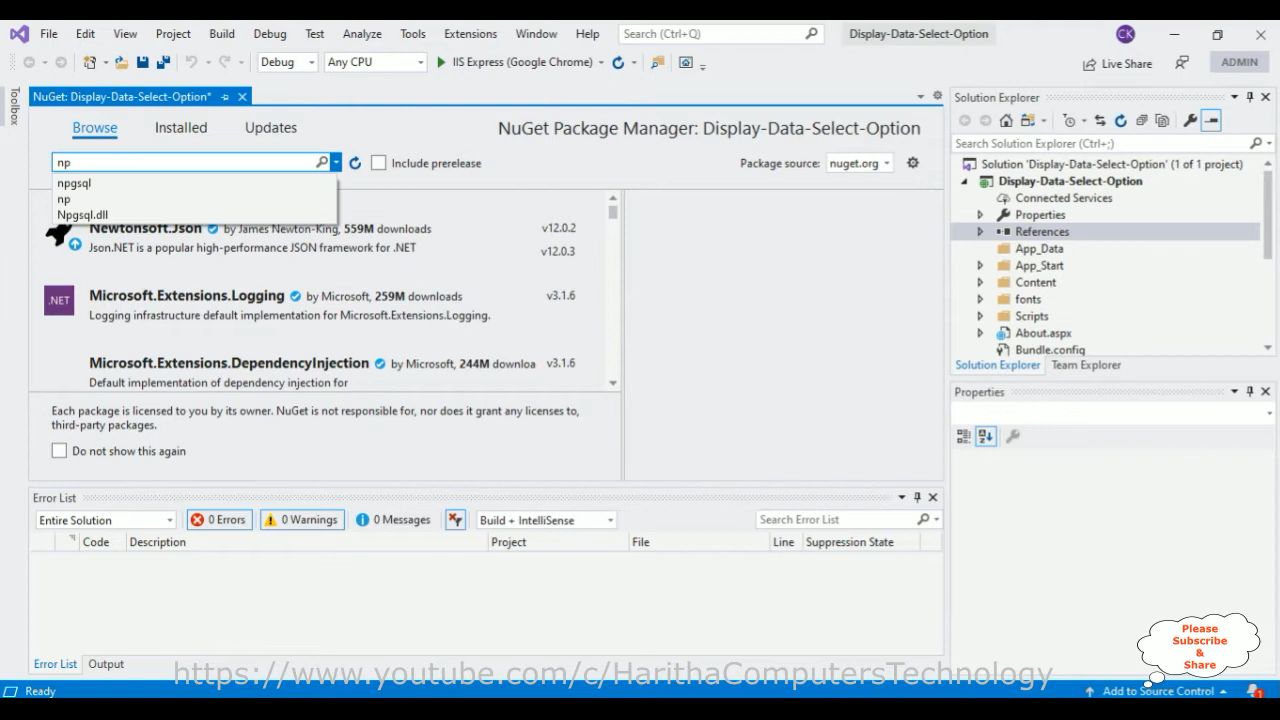 File Edit View Project Build Debug Test Analyze Tools Extensions Window Help Search (Ctrl+Q) Display-Data-Select-Option CK
Debug Any CPU IIS Express (Google Chrome) Live Share ADMIN
Toolbox
NuGet: Display-Data-Select-Option*
Browse Installed Updates NuGet Package Manager: Display-Data-Select-Option
np Include prerelease Package source: nuget.org
npgsql
np
Npgsql.dll
Newtonsoft.Json by James Newton-King, 559M downloads v12.0.2
Json.NET is a popular high-performance JSON framework for .NET v12.0.3
.NET
Microsoft.Extensions.Logging by Microsoft, 259M downloads v3.1.6
Logging infrastructure default implementation for Microsoft.Extensions.Logging.
Microsoft.Extensions.DependencyInjection by Microsoft, 244M downloa v3.1.6
Default implementation of dependency injection for
Each package is licensed to you by its owner. NuGet is not responsible for, nor does it grant any licenses to,
third-party packages.
Do not show this again
Error List
Entire Solution 0 Errors 0 Warnings 0 Messages Build + IntelliSense Search Error List
Code Description Project File Line Suppression State
Error List Output
Solution Explorer
Search Solution Explorer (Ctrl+;)
Solution 'Display-Data-Select-Option' (1 of 1 project)
Display-Data-Select-Option
Connected Services
Properties
References
App_Data
App_Start
Content
fonts
Scripts
About.aspx
Bundle.config
Solution Explorer Team Explorer
Properties
Please
Subscribe
&
Share
https://www.youtube.com/c/HarithaComputersTechnology
Ready Add to Source Control 1